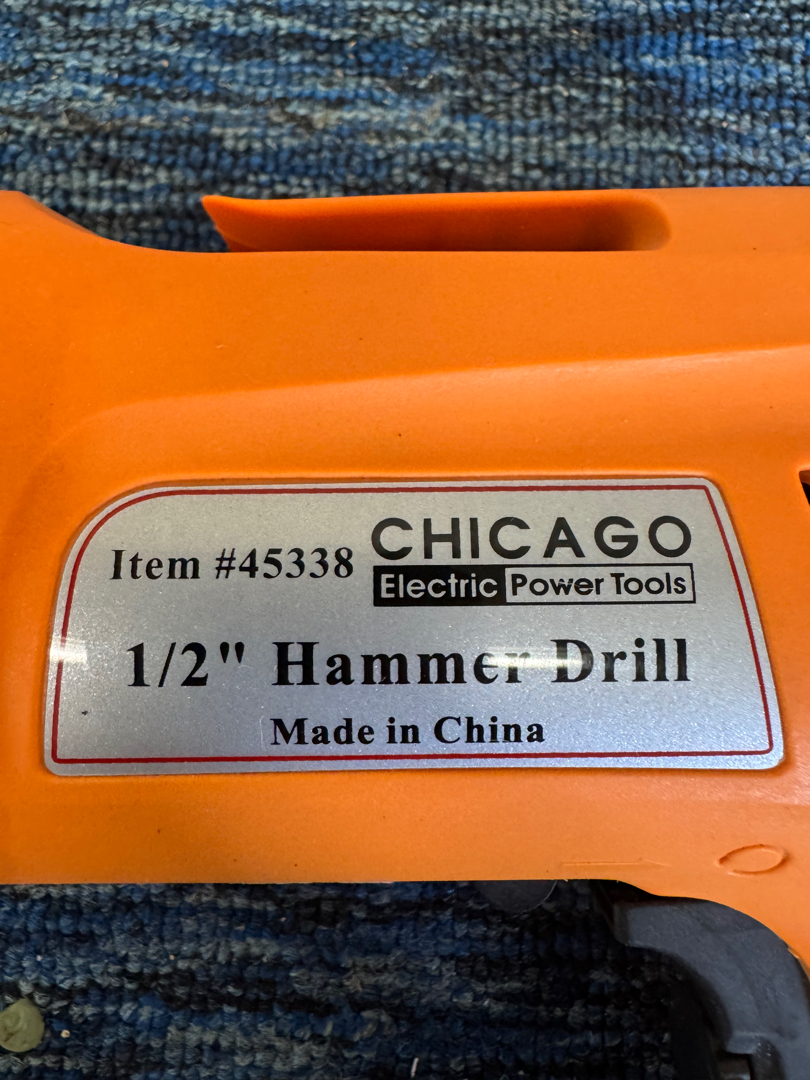 Item #45338
CHICAGO
Electric Power Tools
1/2" Hammer Drill
Made in China